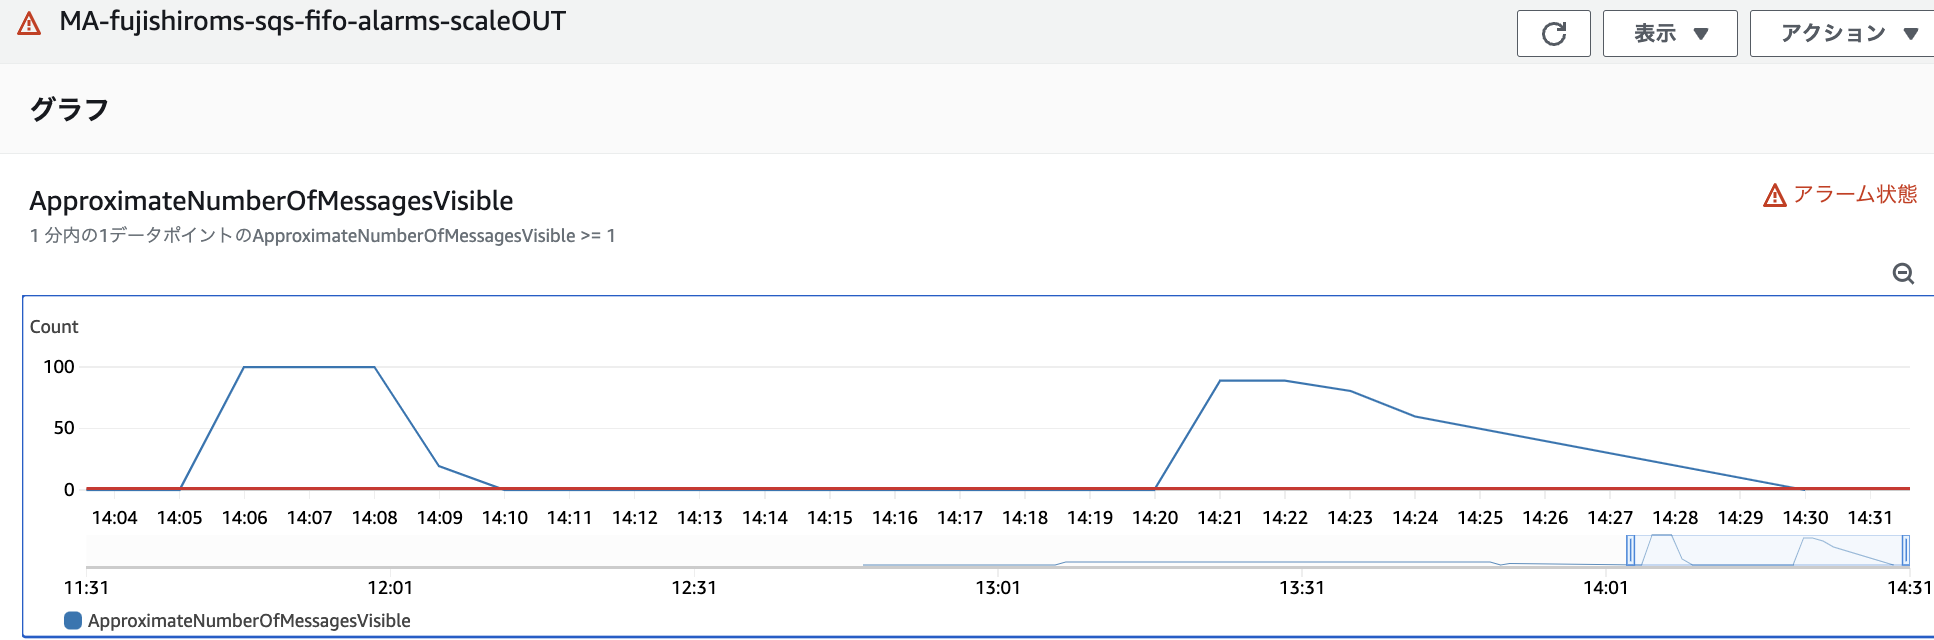 MA-fujishiroms-sqs-fifo-alarms-scaleOUT
表示 ▼
アクション ▼
グラフ
ApproximateNumberOfMessagesVisible
アラーム状態
1 分内の1データポイントのApproximateNumberOfMessagesVisible >= 1
Count
100
50
0
14:04 14:05 14:06 14:07 14:08 14:09 14:10 14:11 14:12 14:13 14:14 14:15 14:16 14:17 14:18 14:19 14:20 14:21 14:22 14:23 14:24 14:25 14:26 14:27 14:28 14:29 14:30 14:31
11:31 12:01 12:31 13:01 13:31 14:01 14:31
ApproximateNumberOfMessagesVisible